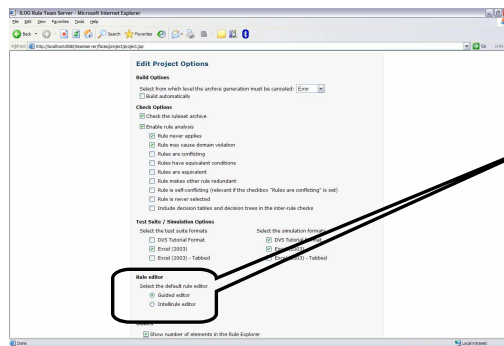 ILOG Rule Team Server - Microsoft Internet Explorer
File Edit View Favorites Tools Help
Back Search Favorites
Address http://localhost:8080/teamserver/faces/project/project.jsp Go Links
Edit Project Options
Build Options
Select from which level the archive generation must be canceled: Error
Build automatically
Check Options
Check the ruleset archive
Enable rule analysis
Rule never applies
Rule may cause domain violation
Rules are conflicting
Rules have equivalent conditions
Rules are equivalent
Rule makes other rule redundant
Rule is self-conflicting (relevant if the checkbox "Rules are conflicting" is set)
Rule is never selected
Include decision tables and decision trees in the inter-rule checks
Test Suite / Simulation Options
Select the test suite formats Select the simulation formats
DVS Tutorial Format DVS Tutorial Format
Excel (2003) Excel (2003)
Excel (2003) - Tabbed Excel (2003) - Tabbed
Rule editor
Select the default rule editor
Guided editor
Intellirule editor
Show number of elements in the Rule Explorer
Done Local intranet